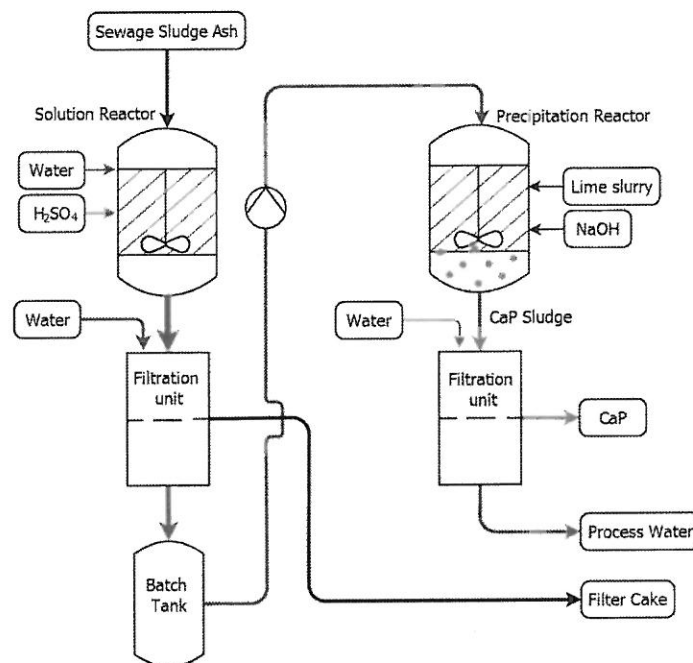 Sewage Sludge Ash
Solution Reactor
Precipitation Reactor
Water
H₂SO₄
Lime slurry
NaOH
Water
Filtration
unit
Water
CaP Sludge
Filtration
unit
CaP
Process Water
Batch
Tank
Filter Cake